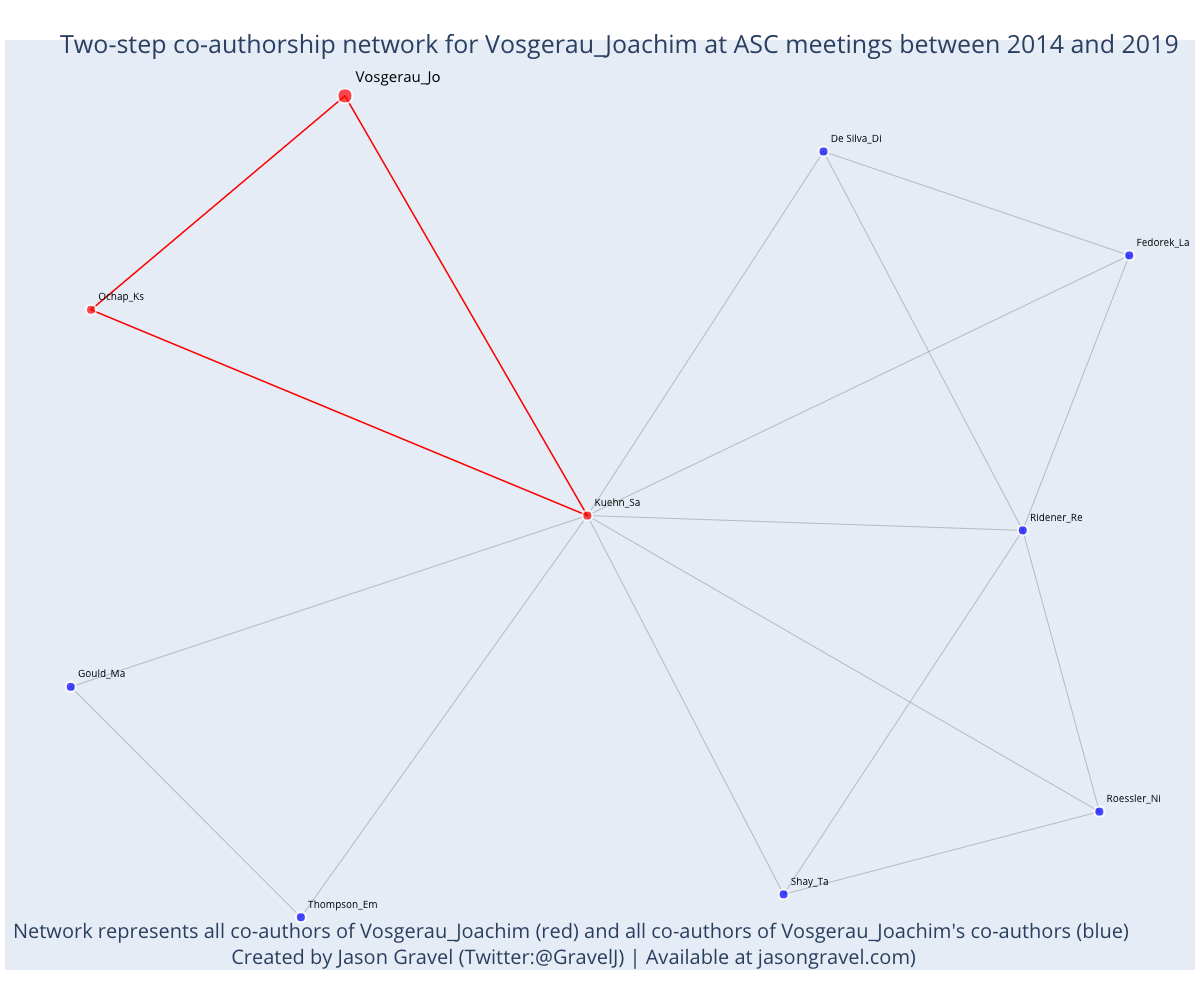 Two-step co-authorship network for Vosgerau_Joachim at ASC meetings between 2014 and 2019
Vosgerau_Jo
De Silva_Di
Fedorek_La
Ochap_Ks
Kuehn_Sa
Ridener_Re
Gould_Ma
Roessler_Ni
Shay_Ta
Thompson_Em
Network represents all co-authors of Vosgerau_Joachim (red) and all co-authors of Vosgerau_Joachim's co-authors (blue)
Created by Jason Gravel (Twitter:@GravelJ) | Available at jasongravel.com)